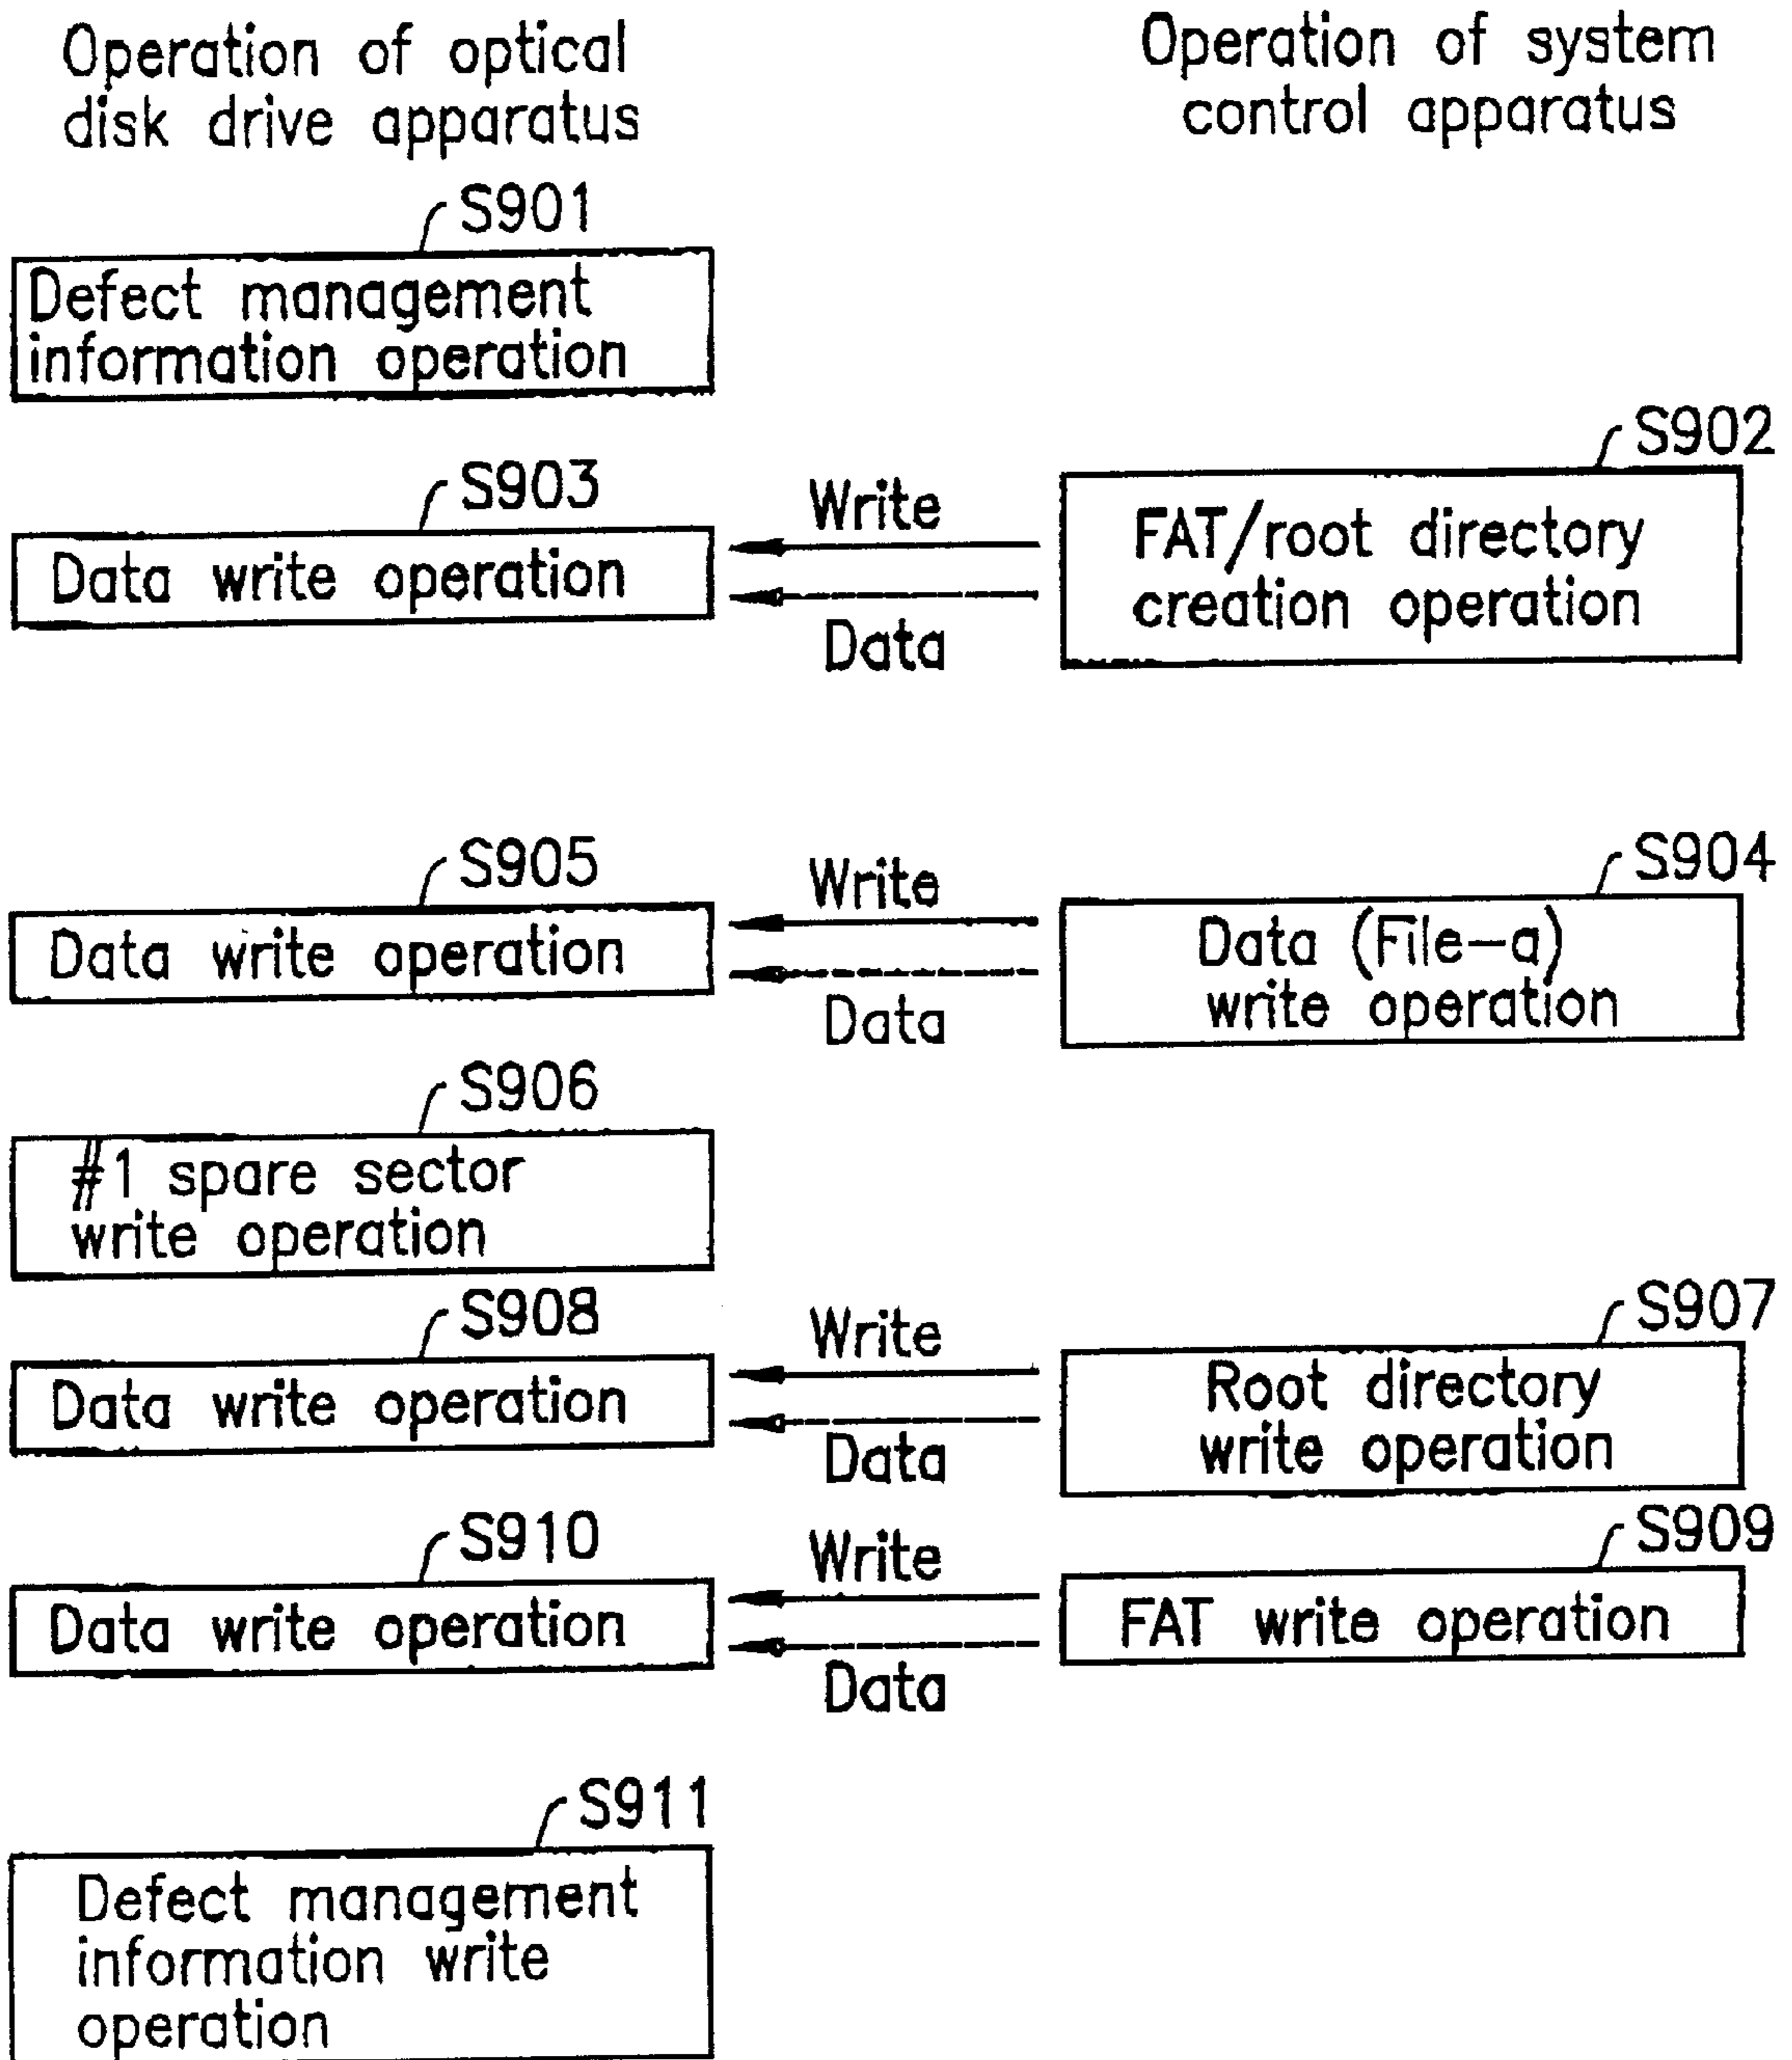 Operation of optical
disk drive apparatus
Operation of system
control apparatus
S901
Defect management
information operation
S902
FAT/root directory
creation operation
S903
Data write operation
Write
Data
S904
Data (File-a)
write operation
S905
Data write operation
Write
Data
S906
#1 spare sector
write operation
S907
Root directory
write operation
S908
Data write operation
Write
Data
S909
FAT write operation
S910
Data write operation
Write
Data
S911
Defect management
information write
operation